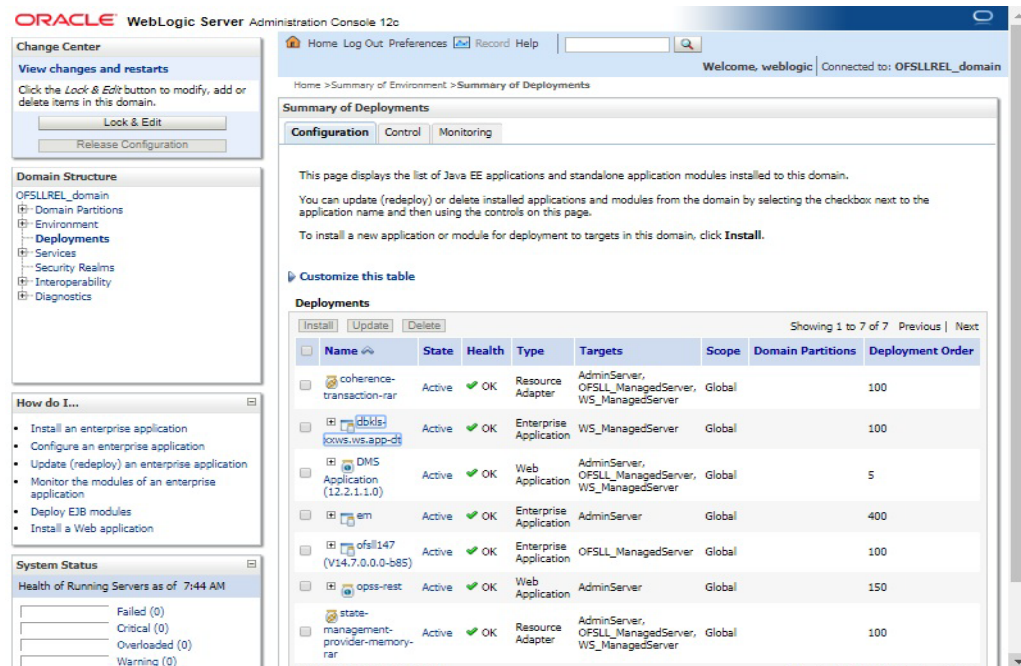 ORACLE WebLogic Server Administration Console 12c
Change Center
View changes and restarts
Click the Lock & Edit button to modify, add or
delete items in this domain.
Lock & Edit
Release Configuration
Domain Structure
OFSLLREL_domain
Domain Partitions
Environment
Deployments
Services
Security Realms
Interoperability
Diagnostics
How do I...
Install an enterprise application
Configure an enterprise application
Update (redeploy) an enterprise application
Monitor the modules of an enterprise
application
Deploy EJB modules
Install a Web application
System Status
Health of Running Servers as of 7:44 AM
Failed (0)
Critical (0)
Overloaded (0)
Warning (0)
Home Log Out Preferences Record Help
Welcome, weblogic Connected to: OFSLLREL_domain
Home >Summary of Environment >Summary of Deployments
Summary of Deployments
Configuration Control Monitoring
This page displays the list of Java EE applications and standalone application modules installed to this domain.
You can update (redeploy) or delete installed applications and modules from the domain by selecting the checkbox next to the
application name and then using the controls on this page.
To install a new application or module for deployment to targets in this domain, click Install.
Customize this table
Deployments
Install Update Delete Showing 1 to 7 of 7 Previous | Next
Name State Health Type Targets Scope Domain Partitions Deployment Order
coherence-
transaction-rar Active OK Resource
Adapter AdminServer,
OFSLL_ManagedServer,
WS_ManagedServer Global 100
dbkls-
xxws.ws.app-dt Active OK Enterprise
Application WS_ManagedServer Global 100
DMS
Application
(12.2.1.1.0) Active OK Web
Application AdminServer,
OFSLL_ManagedServer,
WS_ManagedServer Global 5
em Active OK Enterprise
Application AdminServer Global 400
ofsll147
(V14.7.0.0.0-b85) Active OK Enterprise
Application OFSLL_ManagedServer Global 100
opss-rest Active OK Web
Application AdminServer Global 150
state-
management-
provider-memory-
rar Active OK Resource
Adapter AdminServer,
OFSLL_ManagedServer,
WS_ManagedServer Global 100